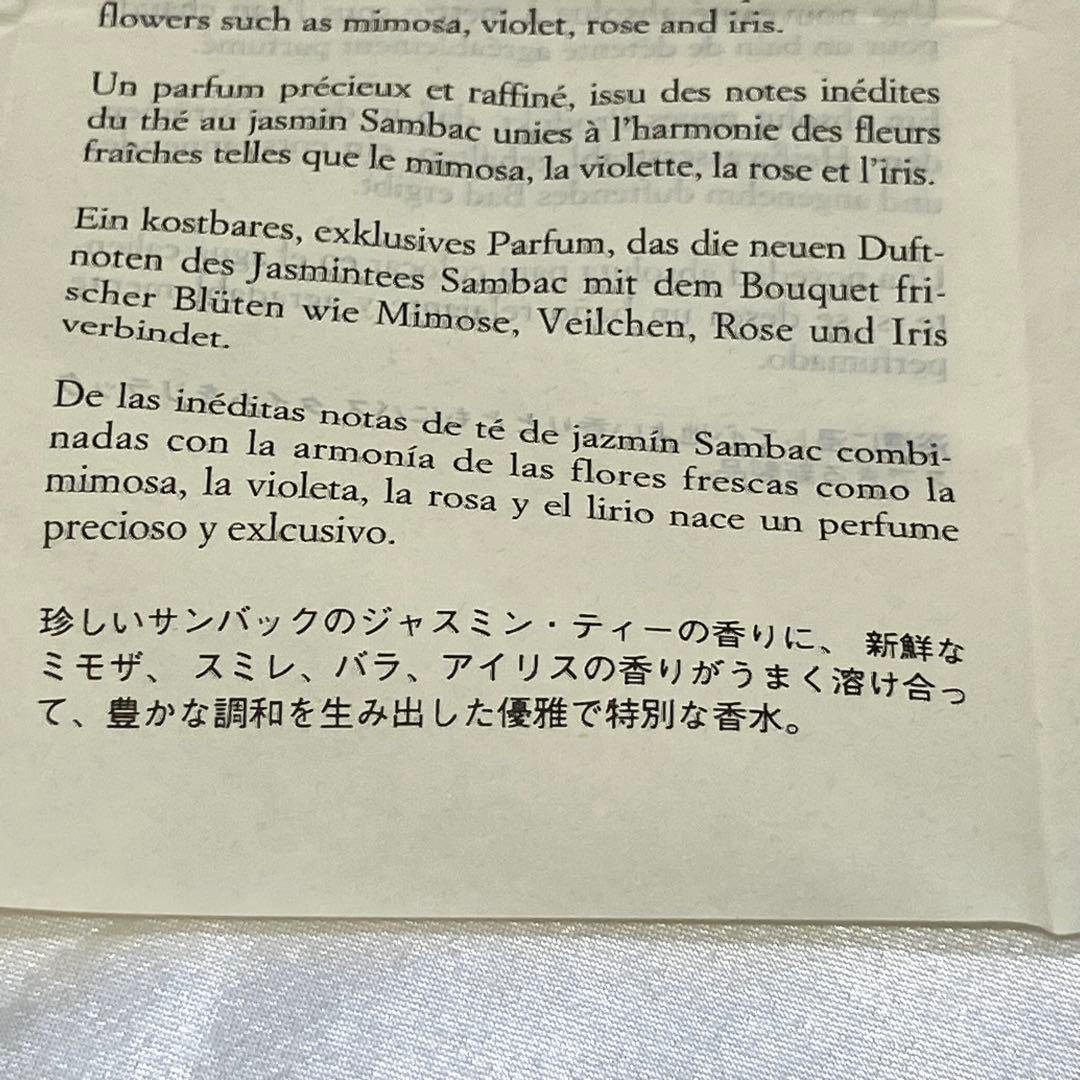 flowers such as mimosa, violet, rose and iris.
Un parfum précieux et raffiné, issu des notes inédites
du thé au jasmin Sambac unies à l'harmonie des fleurs
fraîches telles que le mimosa, la violette, la rose et l'iris.
Ein kostbares, exklusives Parfum, das die neuen Duft-
noten des Jasmintees Sambac mit dem Bouquet fri-
scher Blüten wie Mimose, Veilchen, Rose und Iris
verbindet.
De las inéditas notas de té de jazmín Sambac combi-
nadas con la armonía de las flores frescas como la
mimosa, la violeta, la rosa y el lirio nace un perfume
precioso y exlcusivo.
珍しいサンバックのジャスミン・ティーの香りに、新鮮な
ミモザ、スミレ、バラ、アイリスの香りがうまく溶け合っ
て、豊かな調和を生み出した優雅で特別な香水。